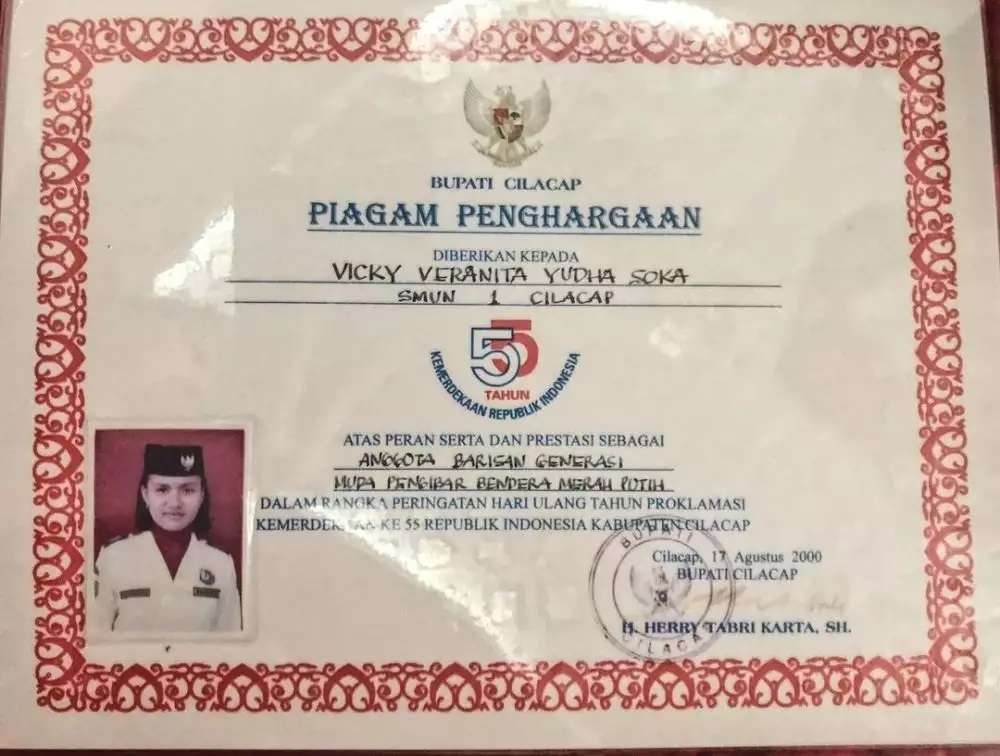 BUPATI CILACAP
PIAGAM PENGHARGAAN
DIBERIKAN KEPADA
VICKY VERANITA YUDHA SOKA
SMUN 1 CILACAP
55
TAHUN
KEMERDEKAAN REPUBLIK INDONESIA
ATAS PERAN SERTA DAN PRESTASI SEBAGAI
ANGGOTA BARISAN GENERASI
MUDA PENGIBAR BENDERA MERAH PUTIH
DALAM RANGKA PERINGATAN HARI ULANG TAHUN PROKLAMASI
KEMERDEKAAN KE 55 REPUBLIK INDONESIA KABUPATEN CILACAP
Cilacap, 17 Agustus 2000
BUPATI CILACAP
BUPATI
CILACAP
H. HERRY TABRI KARTA, SH.